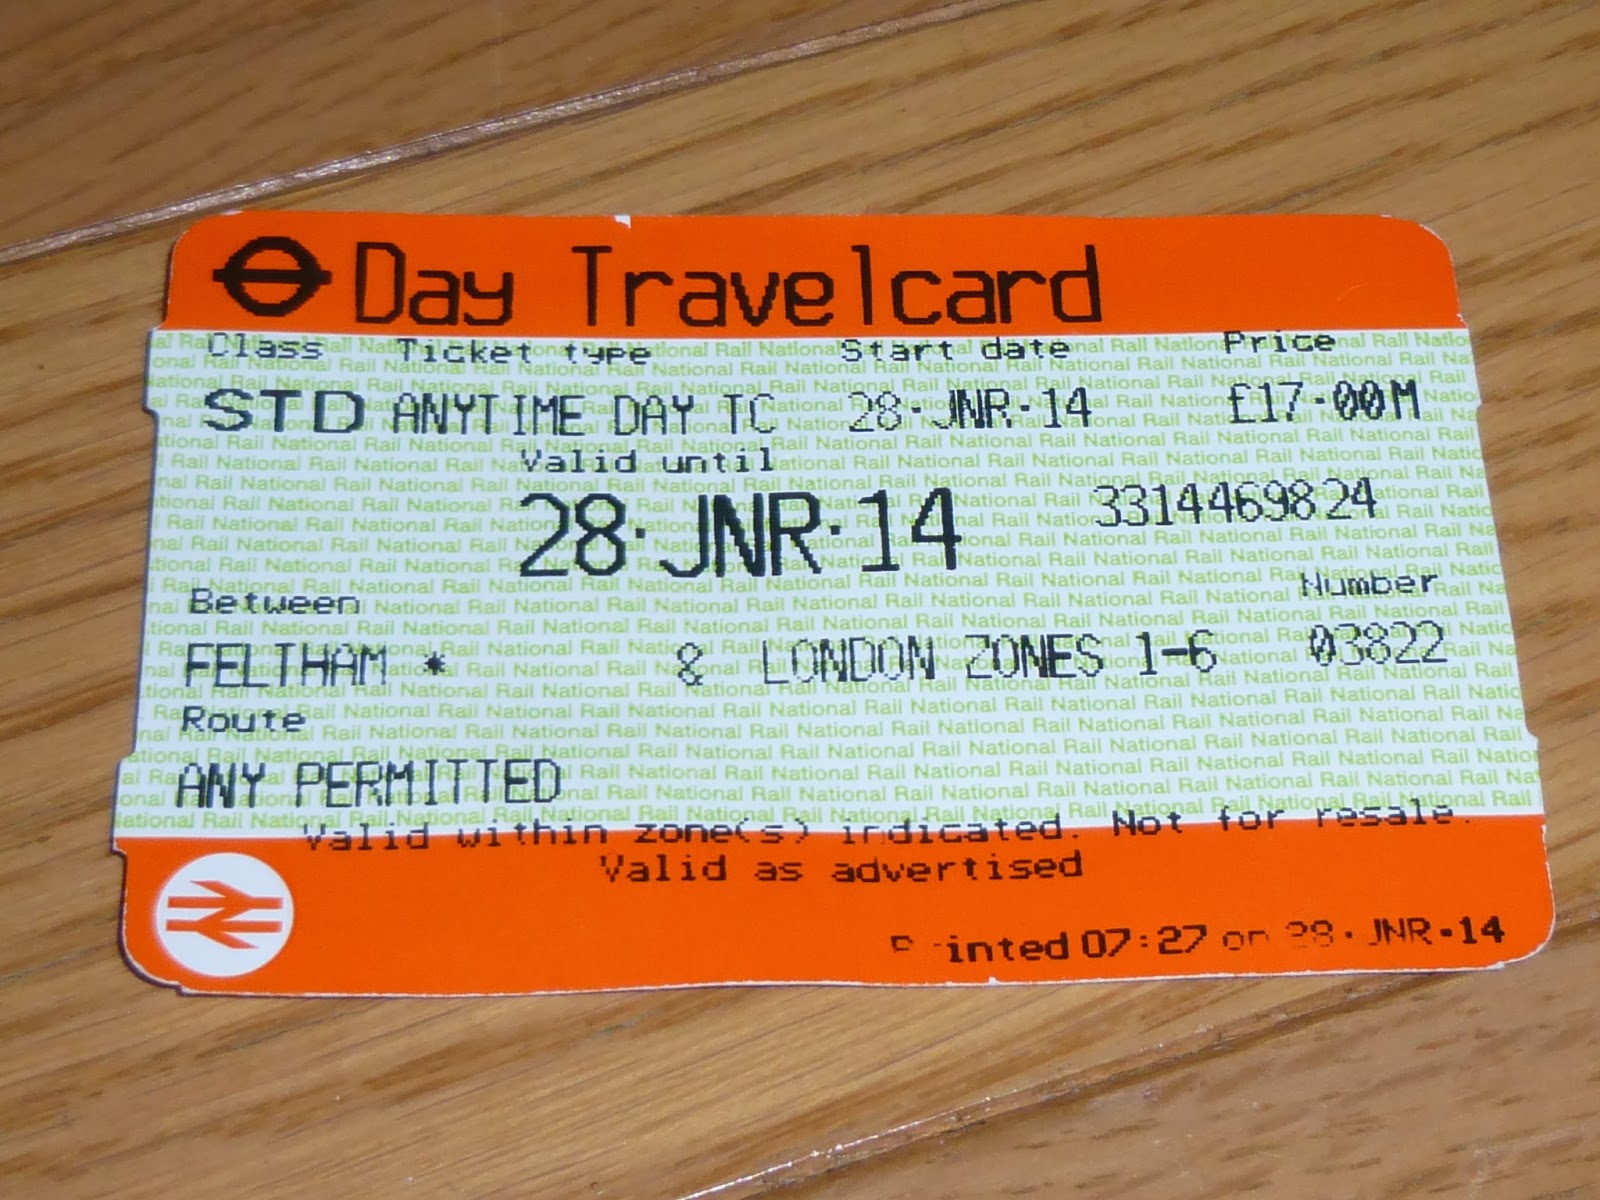 Day Travelcard
Class Ticket type Start date Price
STD ANYTIME DAY TC 28·JNR·14 £17·00M
Valid until
28·JNR·14 3314469824
Between Number
FELTHAM * & LONDON ZONES 1-6 03822
Route
ANY PERMITTED
Valid within zone(s) indicated. Not for resale.
Valid as advertised
Printed 07:27 on 28·JNR·14